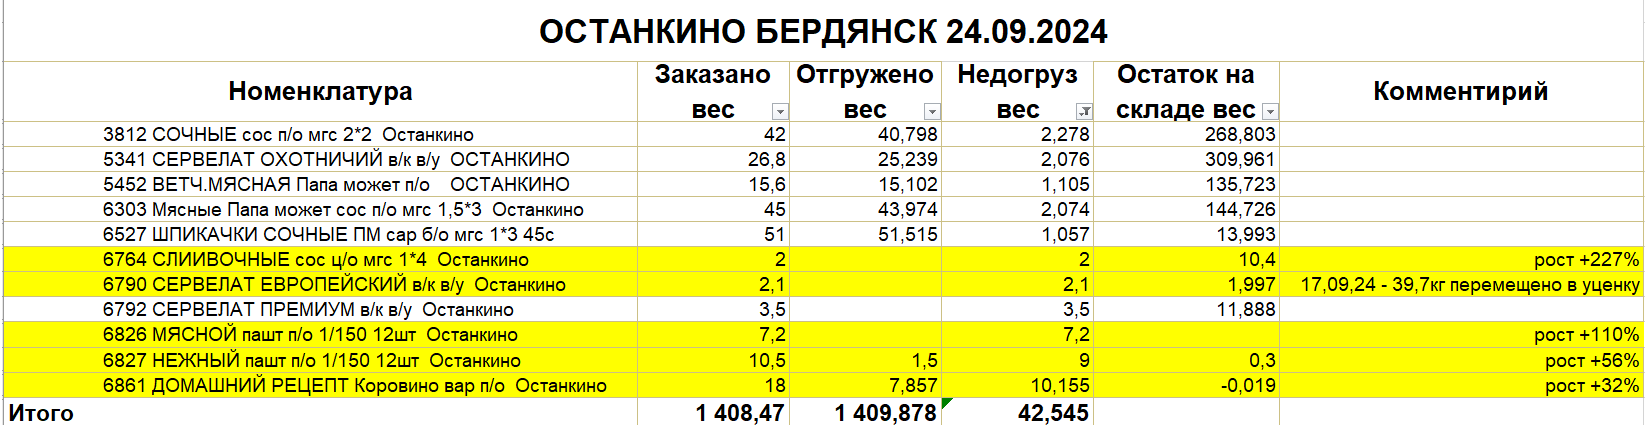 ОСТАНКИНО БЕРДЯНСК 24.09.2024
Номенклатура Заказано вес Отгружено вес Недогруз вес Остаток на складе вес Комментирий
3812 СОЧНЫЕ сос п/о мгс 2*2 Останкино 42 40,798 2,278 268,803
5341 СЕРВЕЛАТ ОХОТНИЧИЙ в/к в/у ОСТАНКИНО 26,8 25,239 2,076 309,961
5452 ВЕТЧ.МЯСНАЯ Папа может п/о ОСТАНКИНО 15,6 15,102 1,105 135,723
6303 Мясные Папа может сос п/о мгс 1,5*3 Останкино 45 43,974 2,074 144,726
6527 ШПИКАЧКИ СОЧНЫЕ ПМ сар б/о мгс 1*3 45с 51 51,515 1,057 13,993
6764 СЛИИВОЧНЫЕ сос ц/о мгс 1*4 Останкино 2 2 10,4 рост +227%
6790 СЕРВЕЛАТ ЕВРОПЕЙСКИЙ в/к в/у Останкино 2,1 2,1 1,997 17,09,24 - 39,7кг перемещено в уценку
6792 СЕРВЕЛАТ ПРЕМИУМ в/к в/у Останкино 3,5 3,5 11,888
6826 МЯСНОЙ пашт п/о 1/150 12шт Останкино 7,2 7,2 рост +110%
6827 НЕЖНЫЙ пашт п/о 1/150 12шт Останкино 10,5 1,5 9 0,3 рост +56%
6861 ДОМАШНИЙ РЕЦЕПТ Коровино вар п/о Останкино 18 7,857 10,155 -0,019 рост +32%
Итого 1 408,47 1 409,878 42,545